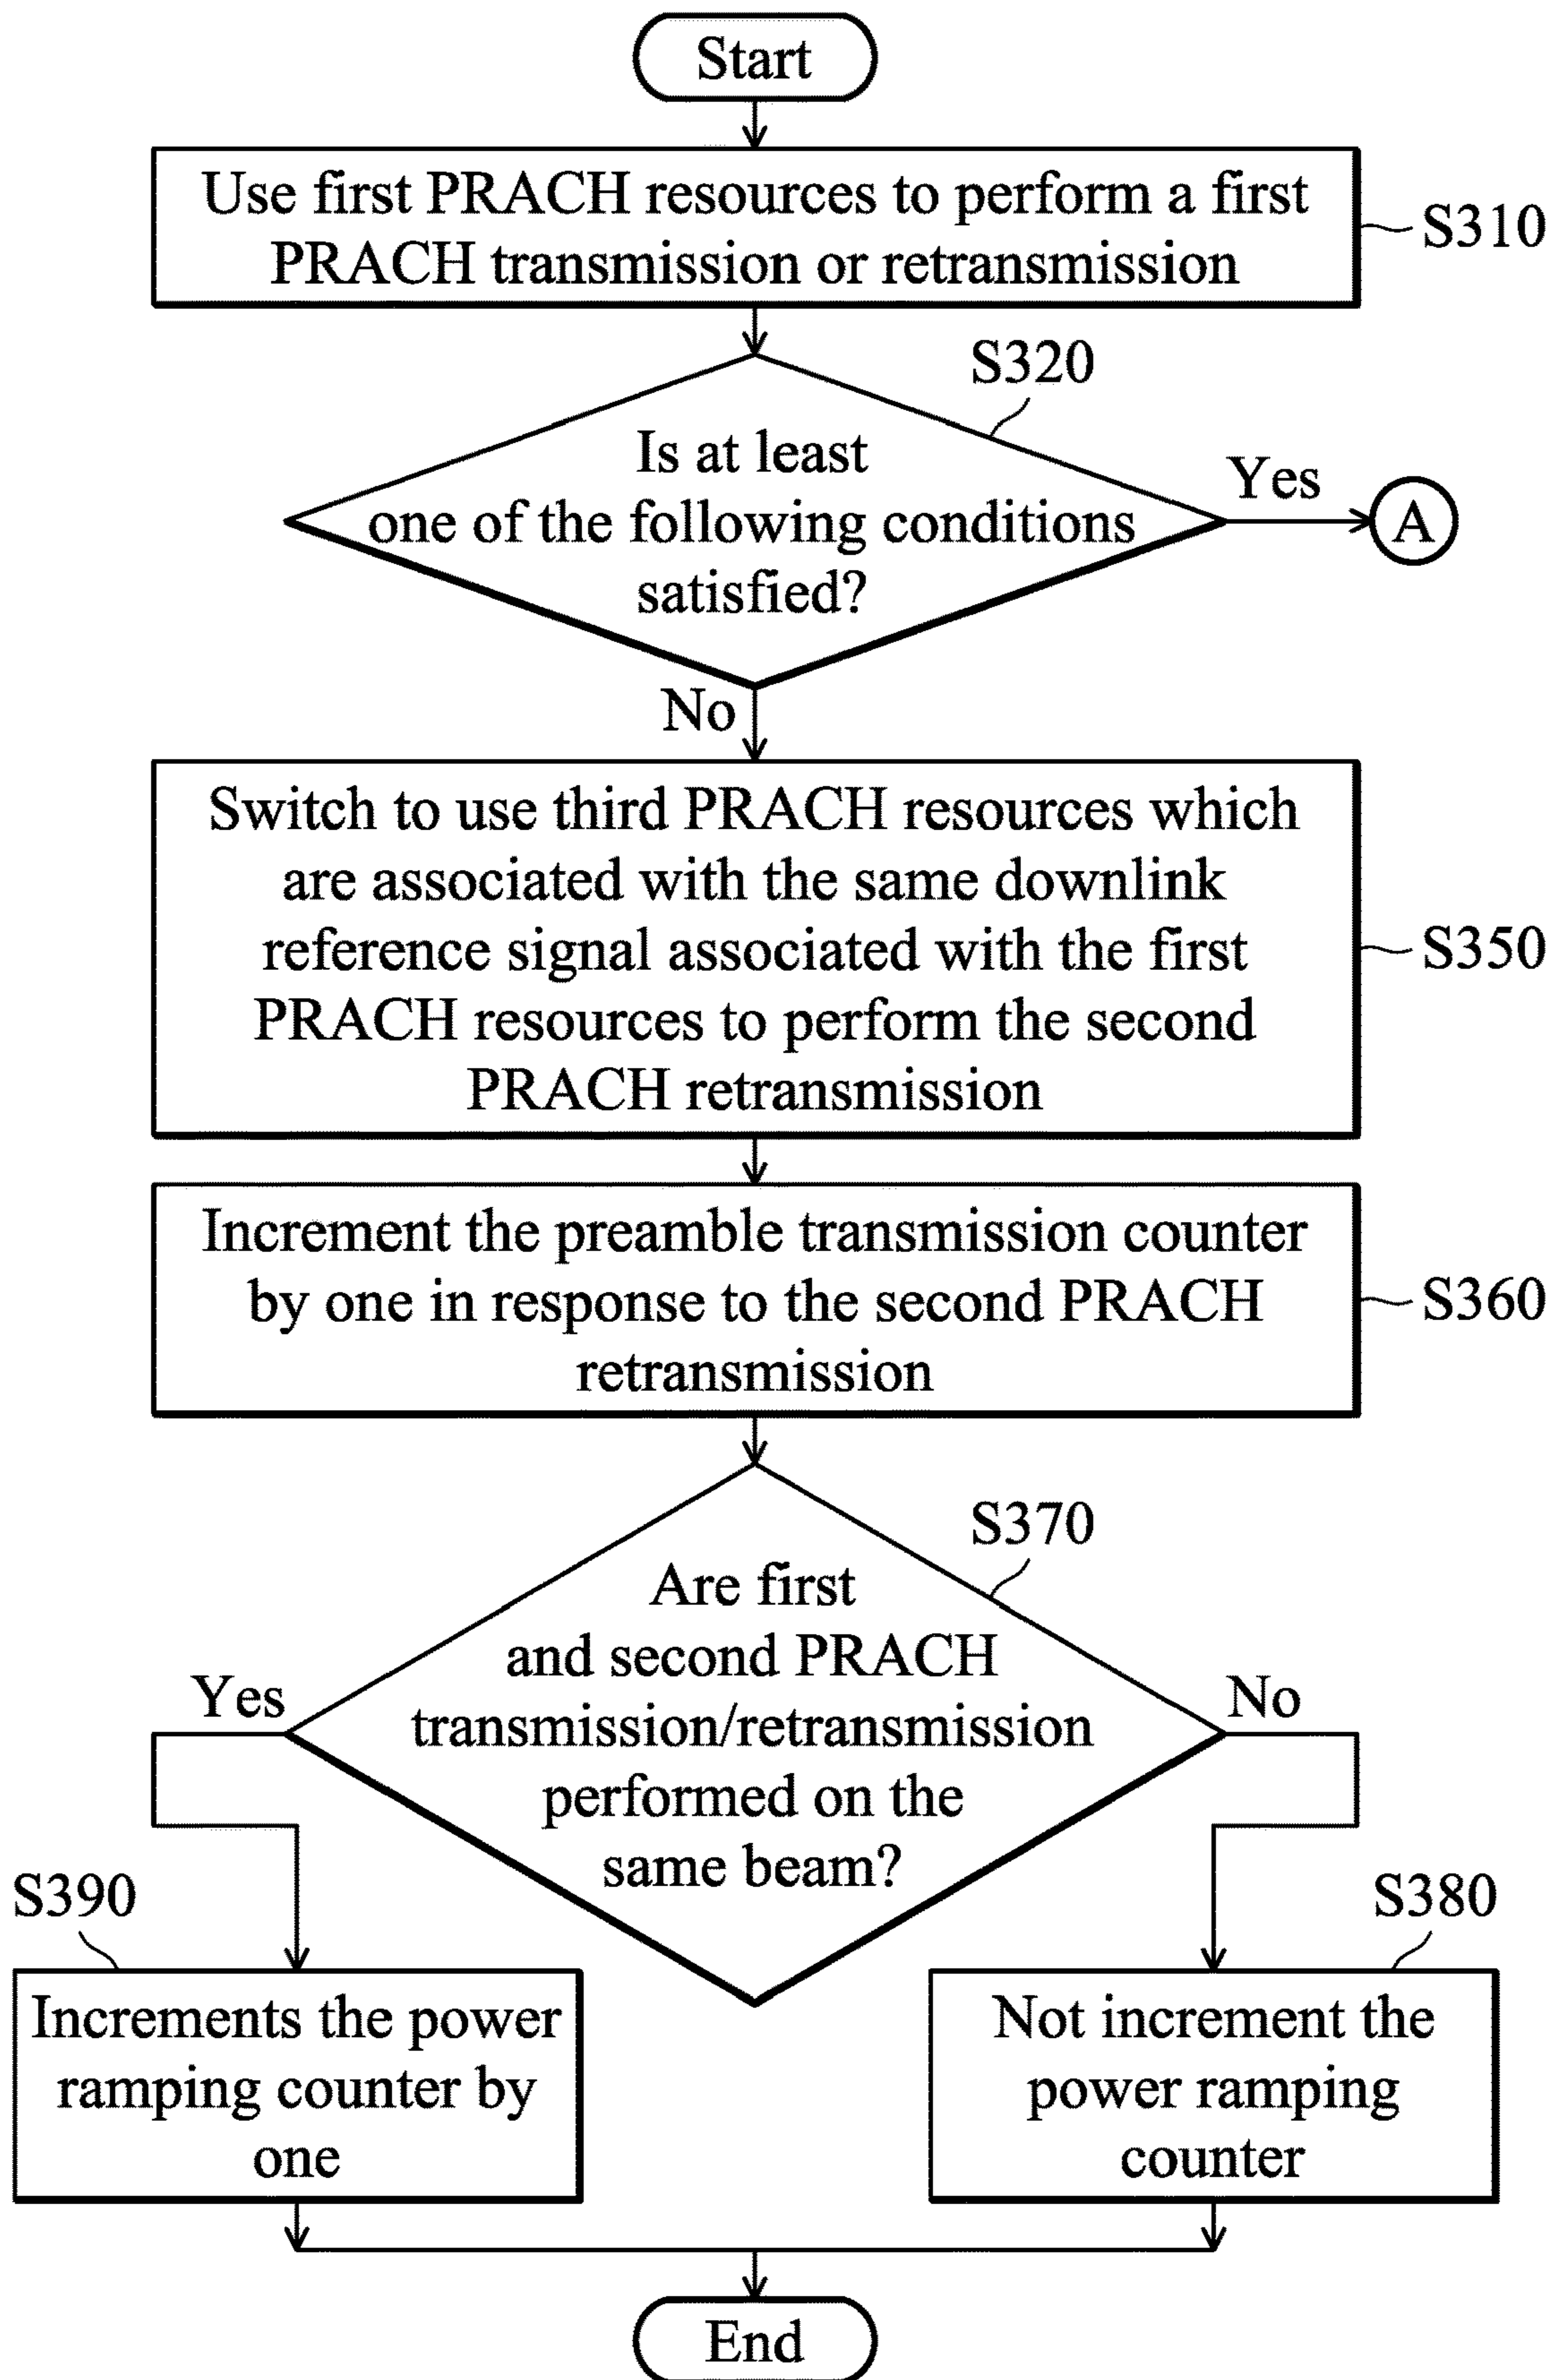 Start
Use first PRACH resources to perform a first
PRACH transmission or retransmission
S310
S320
Is at least
one of the following conditions
satisfied?
Yes
A
No
Switch to use third PRACH resources which
are associated with the same downlink
reference signal associated with the first
PRACH resources to perform the second
PRACH retransmission
S350
Increment the preamble transmission counter
by one in response to the second PRACH
retransmission
S360
S370
Are first
and second PRACH
transmission/retransmission
performed on the
same beam?
Yes
No
S390
Increments the power
ramping counter by
one
S380
Not increment the
power ramping
counter
End